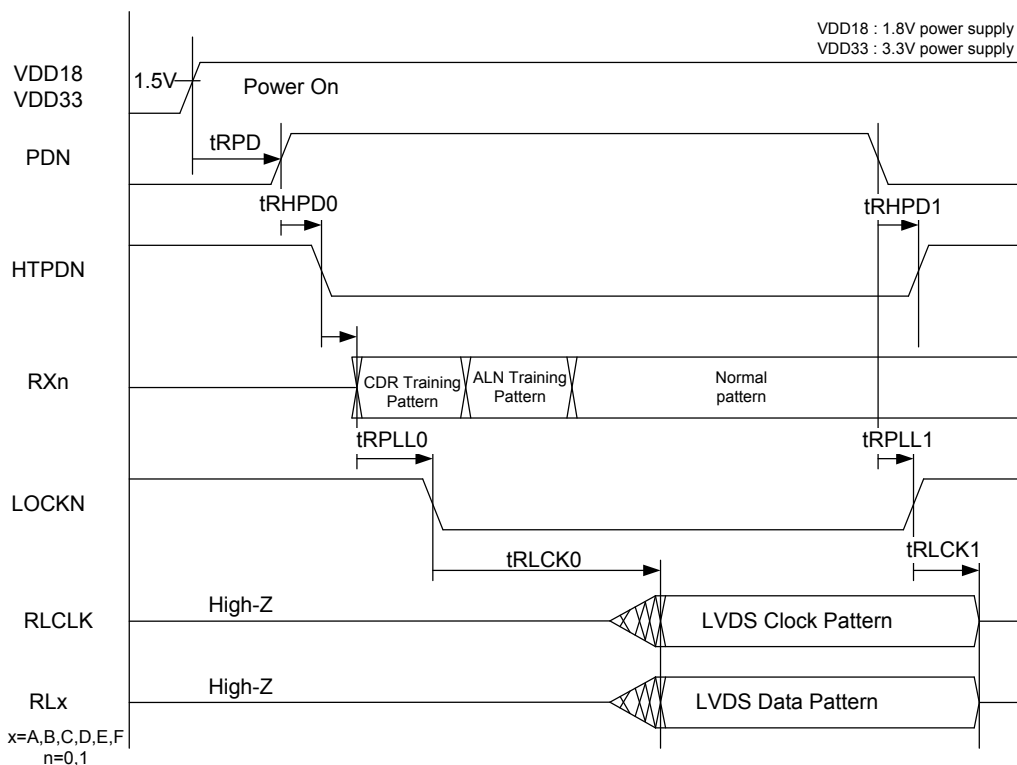 VDD18 : 1.8V power supply
VDD33 : 3.3V power supply
VDD18
VDD33
1.5V
Power On
tRPD
PDN
tRHPD0
tRHPD1
HTPDN
RXn
CDR Training
Pattern
ALN Training
Pattern
Normal
pattern
tRPLL0
tRPLL1
LOCKN
tRLCK0
tRLCK1
RLCLK
High-Z
LVDS Clock Pattern
RLx
High-Z
LVDS Data Pattern
x=A,B,C,D,E,F
n=0,1